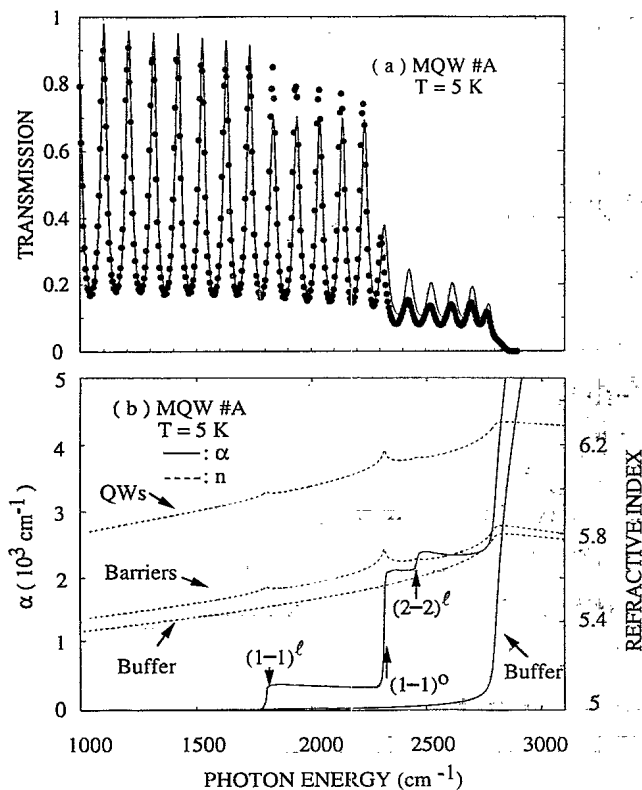 1
0.8
0.6
0.4
0.2
0
TRANSMISSION
( a ) MQW #A
T = 5 K
5
4
3
2
1
0
α ( 10³ cm⁻¹ )
(b) MQW #A
T = 5 K
: α
: n
QWs
Barriers
Buffer
(1−1)ℓ
(2−2)ℓ
(1−1)ᴼ
Buffer
6.2
5.8
5.4
5
REFRACTIVE INDEX
1000 1500 2000 2500 3000
PHOTON ENERGY (cm⁻¹)